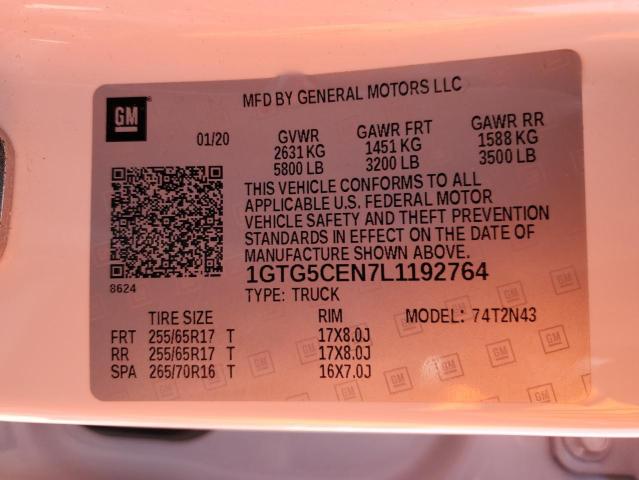 MFD BY GENERAL MOTORS LLC
GM
01/20 GVWR GAWR FRT GAWR RR
2631 KG 1451 KG 1588 KG
5800 LB 3200 LB 3500 LB
THIS VEHICLE CONFORMS TO ALL
APPLICABLE U.S. FEDERAL MOTOR
VEHICLE SAFETY AND THEFT PREVENTION
STANDARDS IN EFFECT ON THE DATE OF
MANUFACTURE SHOWN ABOVE.
8624 1GTG5CEN7L1192764
TYPE: TRUCK
TIRE SIZE RIM MODEL: 74T2N43
FRT 255/65R17 T 17X8.0J
RR 255/65R17 T 17X8.0J
SPA 265/70R16 T 16X7.0J